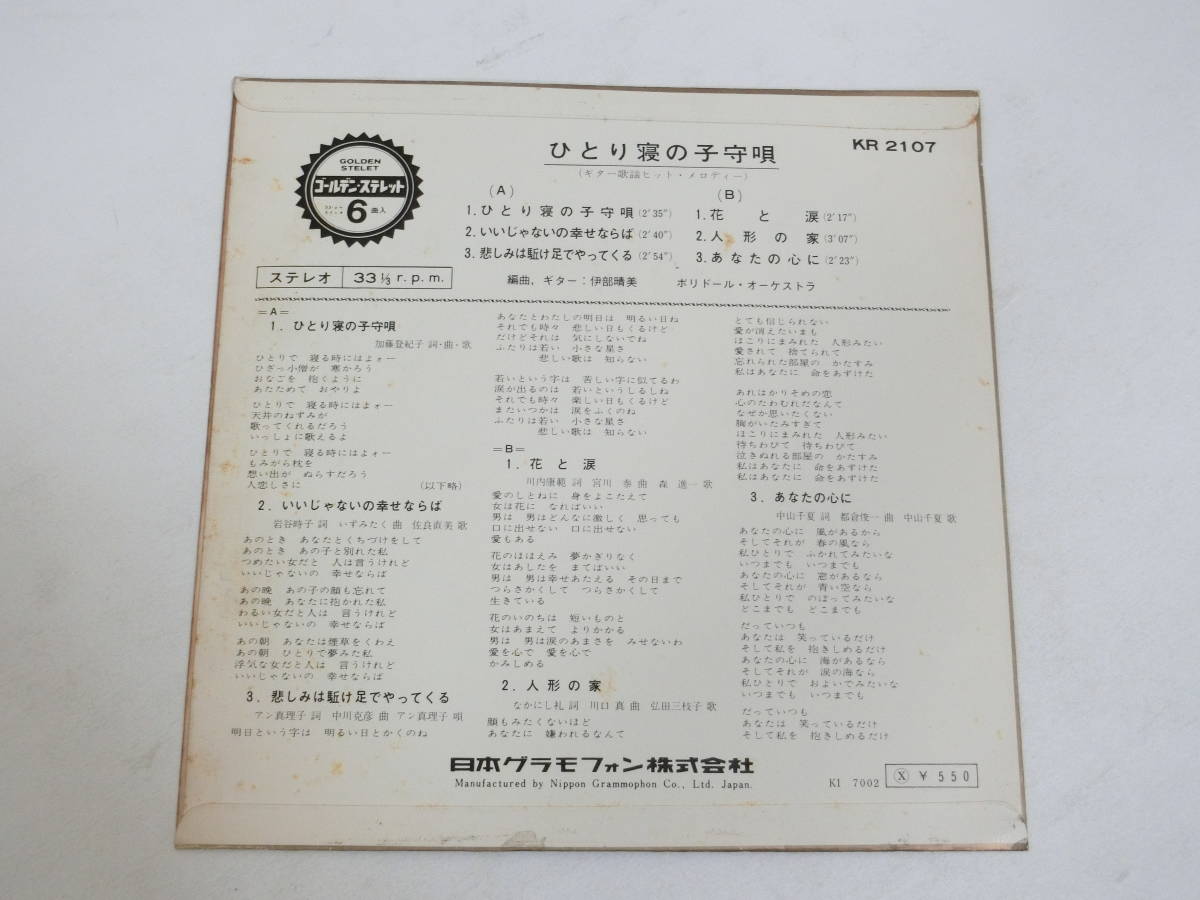 GOLDEN
STELET
ゴールデン・ステレット
6曲入
ひとり寝の子守唄
(ギター歌謡ヒット・メロディー)
KR 2107
(A)
1.ひとり寝の子守唄(2′35″)
2.いいじゃないの幸せならば(2′40″)
3.悲しみは駈け足でやってくる(2′54″)
(B)
1.花と涙(2′17″)
2.人形の家(3′07″)
3.あなたの心に(2′23″)
ステレオ 33⅓ r.p.m.
編曲、ギター:伊部晴美 ポリドール・オーケストラ
=A=
1.ひとり寝の子守唄
加藤登紀子 詞・曲・歌
ひとりで 寝る時にはよォー
ひざっ小僧が 寒かろう
おなごを 抱くように
あたためて おやりよ
ひとりで 寝る時にはよォー
天井のねずみが
歌ってくれるだろう
いっしょに歌えるよ
ひとりで 寝る時にはよォー
もみがら枕を
想い出が ぬらすだろう
人恋しさに (以下略)
2.いいじゃないの幸せならば
岩谷時子 詞 いずみたく 曲 佐良直美 歌
あのとき あなたとくちづけをして
あのとき あの子と別れた私
つめたい女だと 人は言うけれど
いいじゃないの 幸せならば
あの晩 あの子の顔も忘れて
あの晩 あなたに抱かれた私
わるい女だと人は 言うけれど
いいじゃないの 幸せならば
あの朝 あなたは煙草をくわえ
あの朝 ひとりで夢みた私
浮気な女だと人は 言うけれど
いいじゃないの 幸せならば
3.悲しみは駈け足でやってくる
アン真理子 詞 中川克彦 曲 アン真理子 唄
明日という字は 明るい日とかくのね
あなたとわたしの明日は 明るい日ね
それでも時々 悲しい日もくるけど
だけどそれは 気にしないでね
ふたりは若い 小さな星さ
悲しい歌は 知らない
若いという字は 苦しい字に似てるわ
涙が出るのは 若いというしるしね
それでも時々 楽しい日もくるけど
またいつかは 涙をふくのね
ふたりは若い 小さな星さ
悲しい歌は 知らない
=B=
1.花と涙
川内康範 詞 宮川 泰 曲 森 進一 歌
愛のしとねに 身をよこたえて
女は花に なればいい
男は 男はどんなに激しく 思っても
口に出せない 口に出せない
愛もある
花のほほえみ 夢かぎりなく
女はあしたを まてばいい
男は 男は幸せあたえる その日まで
つらさかくして つらさかくして
生きている
花のいのちは 短いものと
女はあまえて よりかかる
男は 男は涙のあまさを みせないわ
愛を心で 愛を心で
かみしめる
2.人形の家
なかにし礼 詞 川口 真 曲 弘田三枝子 歌
顔もみたくないほど
あなたに 嫌われるなんて
とても信じられない
愛が消えたいまも
ほこりにまみれた 人形みたい
愛されて 捨てられて
忘れられた部屋の かたすみ
私はあなたに 命をあずけた
あれはかりそめの恋
心のたわむれだなんて
なぜか思いたくない
胸がいたみすぎて
ほこりにまみれた 人形みたい
待ちわびて 待ちわびて
泣きぬれる部屋の かたすみ
私はあなたに 命をあずけた
私はあなたに 命をあずけた
3.あなたの心に
中山千夏 詞 都倉俊一 曲 中山千夏 歌
あなたの心に 風があるから
そしてそれが 春の風なら
私ひとりで ふかれてみたいな
いつまでも いつまでも
あなたの心に 窓があるなら
そしてそれが 青い空なら
私ひとりで のぼってみたいな
どこまでも どこまでも
だっていつも
あなたは 笑っているだけ
そして私を 抱きしめるだけ
あなたの心に 海があるなら
そしてそれが 涙の海なら
私ひとりで およいでみたいな
いつまでも いつまでも
だっていつも
あなたは 笑っているだけ
そして私を 抱きしめるだけ
日本グラモフォン株式会社
Manufactured by Nippon Grammophon Co., Ltd. Japan.
KI 7002 Ⓧ ¥550